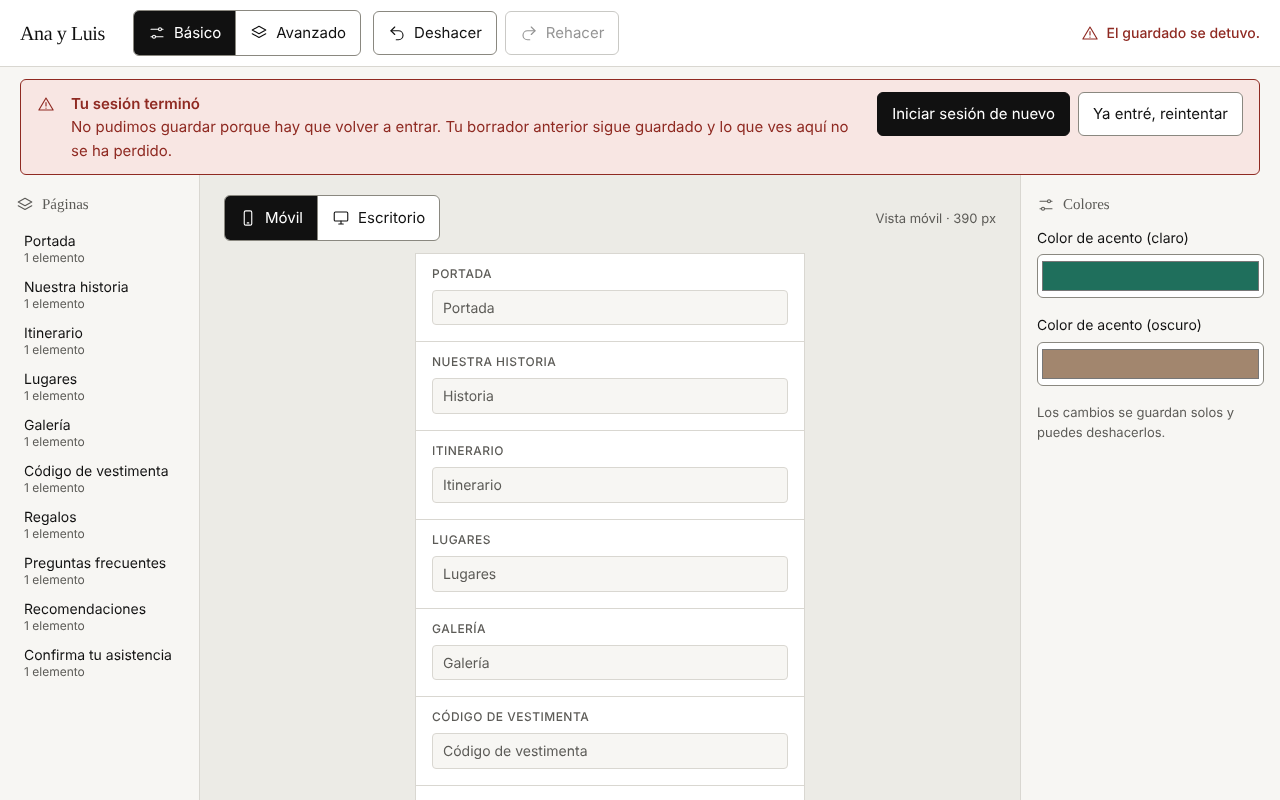 Ana y Luis
Básico
Avanzado
Deshacer
Rehacer
El guardado se detuvo.
Tu sesión terminó
No pudimos guardar porque hay que volver a entrar. Tu borrador anterior sigue guardado y lo que ves aquí no
se ha perdido.
Iniciar sesión de nuevo
Ya entré, reintentar
Páginas
Portada
1 elemento
Nuestra historia
1 elemento
Itinerario
1 elemento
Lugares
1 elemento
Galería
1 elemento
Código de vestimenta
1 elemento
Regalos
1 elemento
Preguntas frecuentes
1 elemento
Recomendaciones
1 elemento
Confirma tu asistencia
1 elemento
Móvil
Escritorio
Vista móvil · 390 px
PORTADA
Portada
NUESTRA HISTORIA
Historia
ITINERARIO
Itinerario
LUGARES
Lugares
GALERÍA
Galería
CÓDIGO DE VESTIMENTA
Código de vestimenta
Colores
Color de acento (claro)
Color de acento (oscuro)
Los cambios se guardan solos y
puedes deshacerlos.